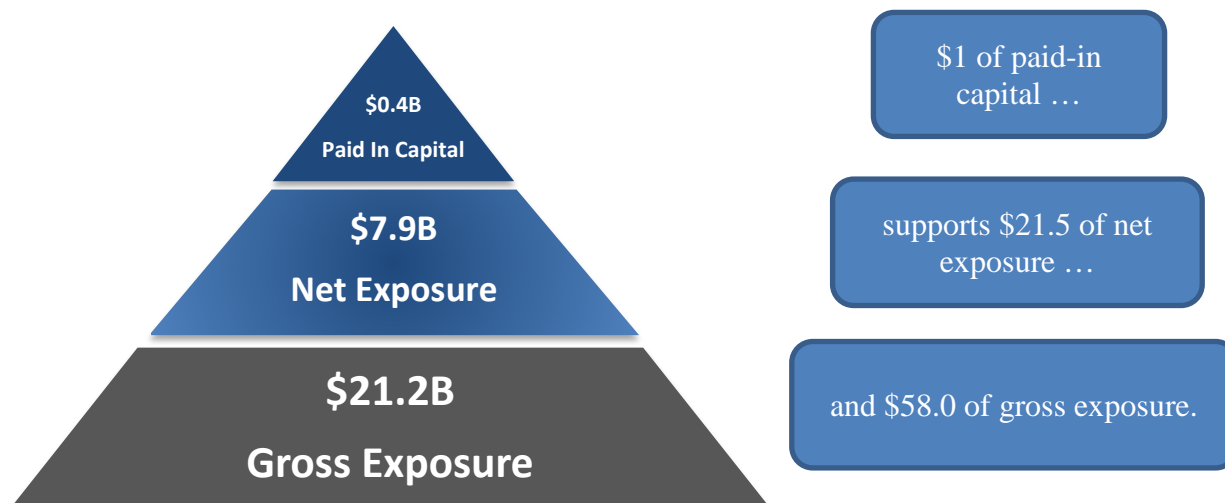 $0.4B
Paid In Capital
$7.9B
Net Exposure
$21.2B
Gross Exposure
$1 of paid-in
capital …
supports $21.5 of net
exposure …
and $58.0 of gross exposure.